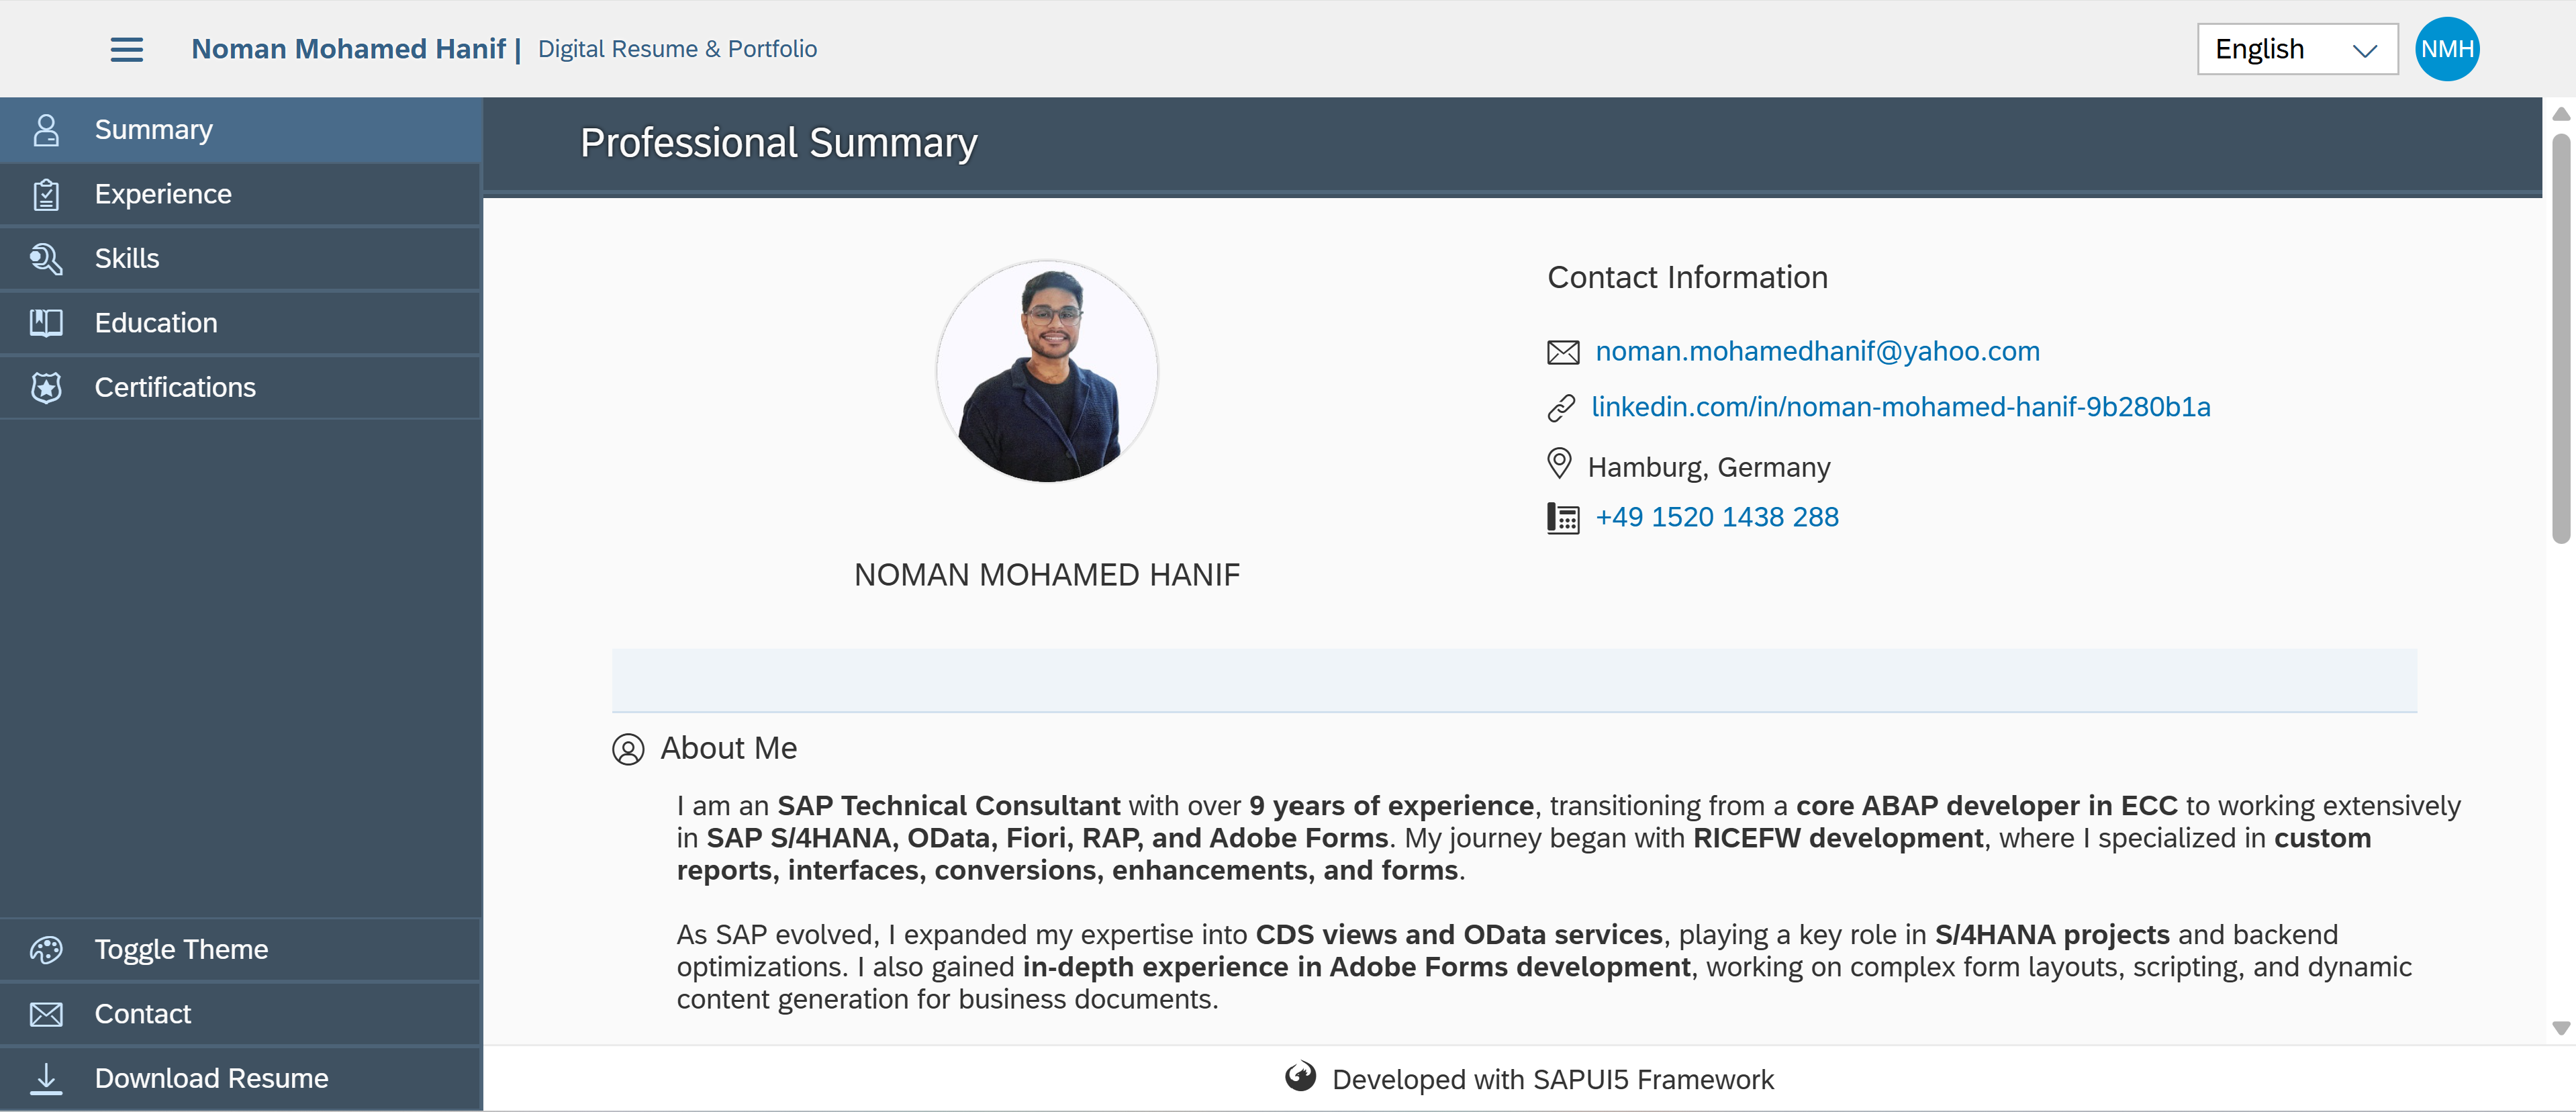 Noman Mohamed Hanif | Digital Resume & Portfolio
English
NMH
Summary
Experience
Skills
Education
Certifications
Toggle Theme
Contact
Download Resume
Professional Summary
NOMAN MOHAMED HANIF
Contact Information
noman.mohamedhanif@yahoo.com
linkedin.com/in/noman-mohamed-hanif-9b280b1a
Hamburg, Germany
+49 1520 1438 288
About Me
I am an SAP Technical Consultant with over 9 years of experience, transitioning from a core ABAP developer in ECC to working extensively
in SAP S/4HANA, OData, Fiori, RAP, and Adobe Forms. My journey began with RICEFW development, where I specialized in custom
reports, interfaces, conversions, enhancements, and forms.
As SAP evolved, I expanded my expertise into CDS views and OData services, playing a key role in S/4HANA projects and backend
optimizations. I also gained in-depth experience in Adobe Forms development, working on complex form layouts, scripting, and dynamic
content generation for business documents.
Developed with SAPUI5 Framework